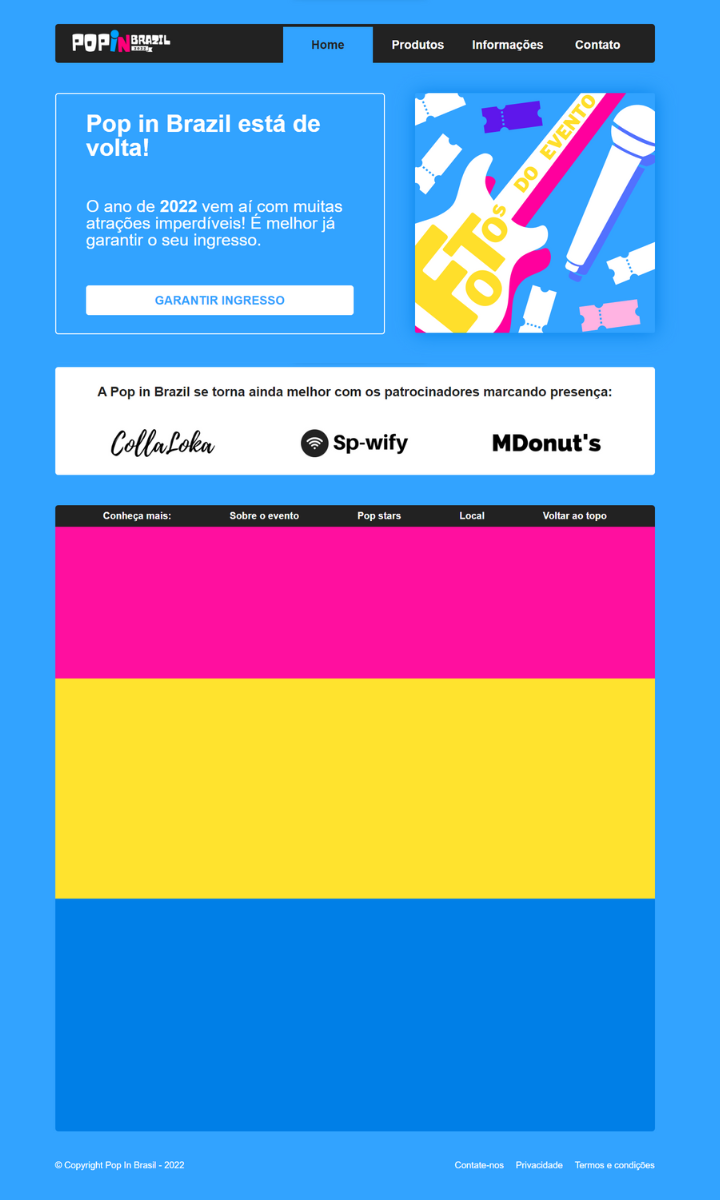 POP iN BRAZIL
Home Produtos Informações Contato
Pop in Brazil está de
volta!
O ano de 2022 vem aí com muitas
atrações imperdíveis! É melhor já
garantir o seu ingresso.
GARANTIR INGRESSO
FOTOs DO EVENTO
A Pop in Brazil se torna ainda melhor com os patrocinadores marcando presença:
CollaLoka Sp-wify MDonut's
Conheça mais: Sobre o evento Pop stars Local Voltar ao topo
© Copyright Pop In Brasil - 2022 Contate-nos Privacidade Termos e condições